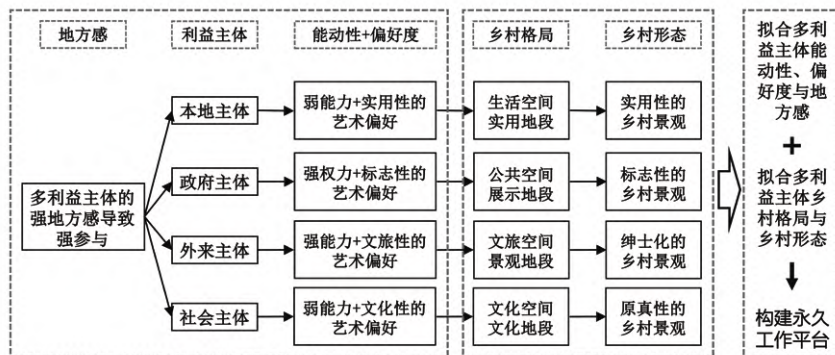 地方感
利益主体
能动性+偏好度
乡村格局
乡村形态
多利益主体的
强地方感导致
强参与
本地主体
弱能力+实用性的
艺术偏好
生活空间
实用地段
实用性的
乡村景观
政府主体
强权力+标志性的
艺术偏好
公共空间
展示地段
标志性的
乡村景观
外来主体
强能力+文旅性的
艺术偏好
文旅空间
景观地段
绅士化的
乡村景观
社会主体
弱能力+文化性的
艺术偏好
文化空间
文化地段
原真性的
乡村景观
拟合多利
益主体能
动性、偏
好度与地
方感
+
拟合多利
益主体乡
村格局与
乡村形态
构建永久
工作平台